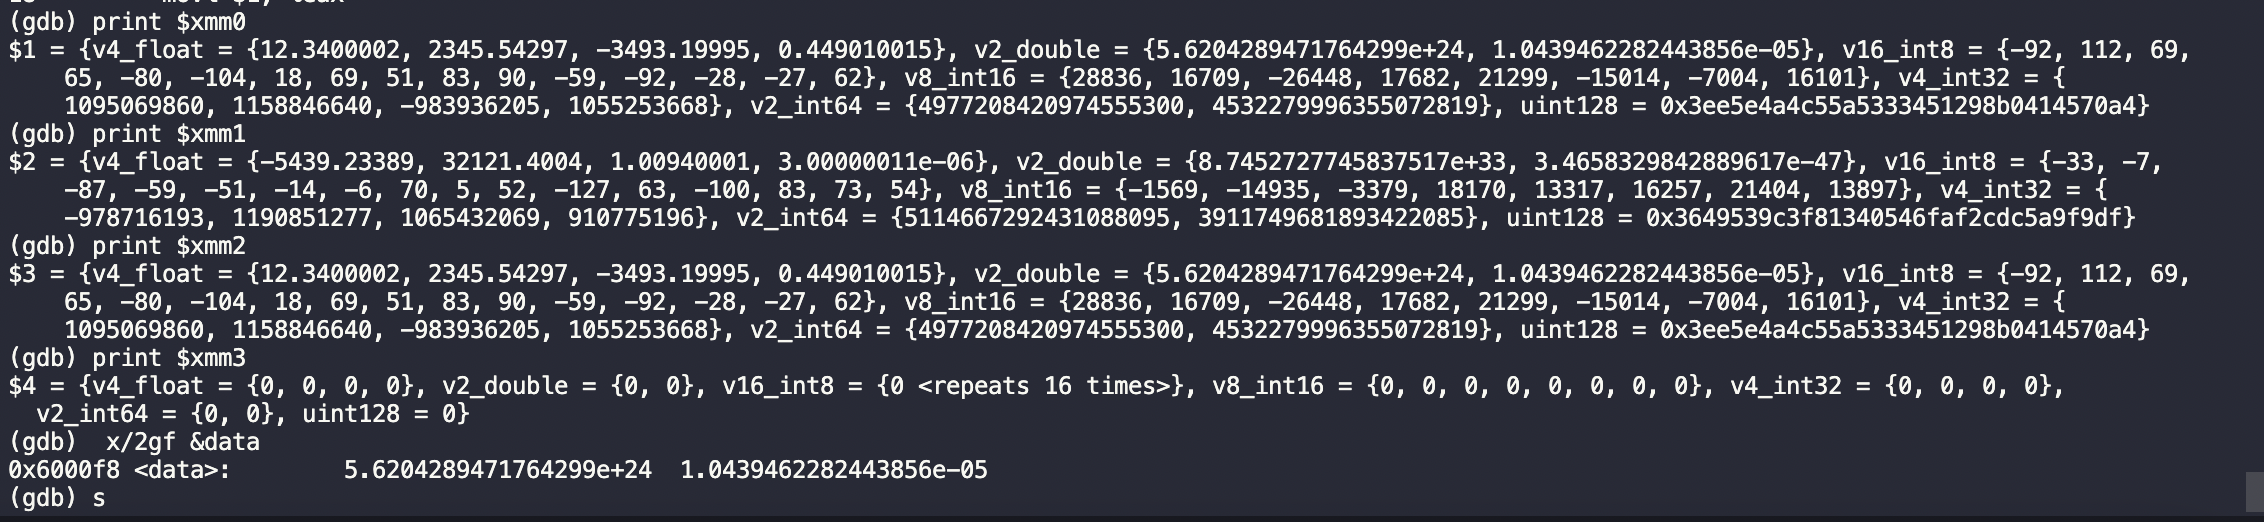 (gdb) print $xmm0
$1 = {v4_float = {12.3400002, 2345.54297, -3493.19995, 0.449010015}, v2_double = {5.6204289471764299e+24, 1.0439462282443856e-05}, v16_int8 = {-92, 112, 69,
65, -80, -104, 18, 69, 51, 83, 90, -59, -92, -28, -27, 62}, v8_int16 = {28836, 16709, -26448, 17682, 21299, -15014, -7004, 16101}, v4_int32 = {
1095069860, 1158846640, -983936205, 1055253668}, v2_int64 = {4977208420974555300, 4532279996355072819}, uint128 = 0x3ee5e4a4c55a5333451298b0414570a4}
(gdb) print $xmm1
$2 = {v4_float = {-5439.23389, 32121.4004, 1.00940001, 3.00000011e-06}, v2_double = {8.7452727745837517e+33, 3.4658329842889617e-47}, v16_int8 = {-33, -7,
-87, -59, -51, -14, -6, 70, 5, 52, -127, 63, -100, 83, 73, 54}, v8_int16 = {-1569, -14935, -3379, 18170, 13317, 16257, 21404, 13897}, v4_int32 = {
-978716193, 1190851277, 1065432069, 910775196}, v2_int64 = {5114667292431088095, 3911749681893422085}, uint128 = 0x3649539c3f81340546faf2cdc5a9f9df}
(gdb) print $xmm2
$3 = {v4_float = {12.3400002, 2345.54297, -3493.19995, 0.449010015}, v2_double = {5.6204289471764299e+24, 1.0439462282443856e-05}, v16_int8 = {-92, 112, 69,
65, -80, -104, 18, 69, 51, 83, 90, -59, -92, -28, -27, 62}, v8_int16 = {28836, 16709, -26448, 17682, 21299, -15014, -7004, 16101}, v4_int32 = {
1095069860, 1158846640, -983936205, 1055253668}, v2_int64 = {4977208420974555300, 4532279996355072819}, uint128 = 0x3ee5e4a4c55a5333451298b0414570a4}
(gdb) print $xmm3
$4 = {v4_float = {0, 0, 0, 0}, v2_double = {0, 0}, v16_int8 = {0 <repeats 16 times>}, v8_int16 = {0, 0, 0, 0, 0, 0, 0, 0}, v4_int32 = {0, 0, 0, 0},
v2_int64 = {0, 0}, uint128 = 0}
(gdb)  x/2gf &data
0x6000f8 <data>:        5.6204289471764299e+24  1.0439462282443856e-05
(gdb) s